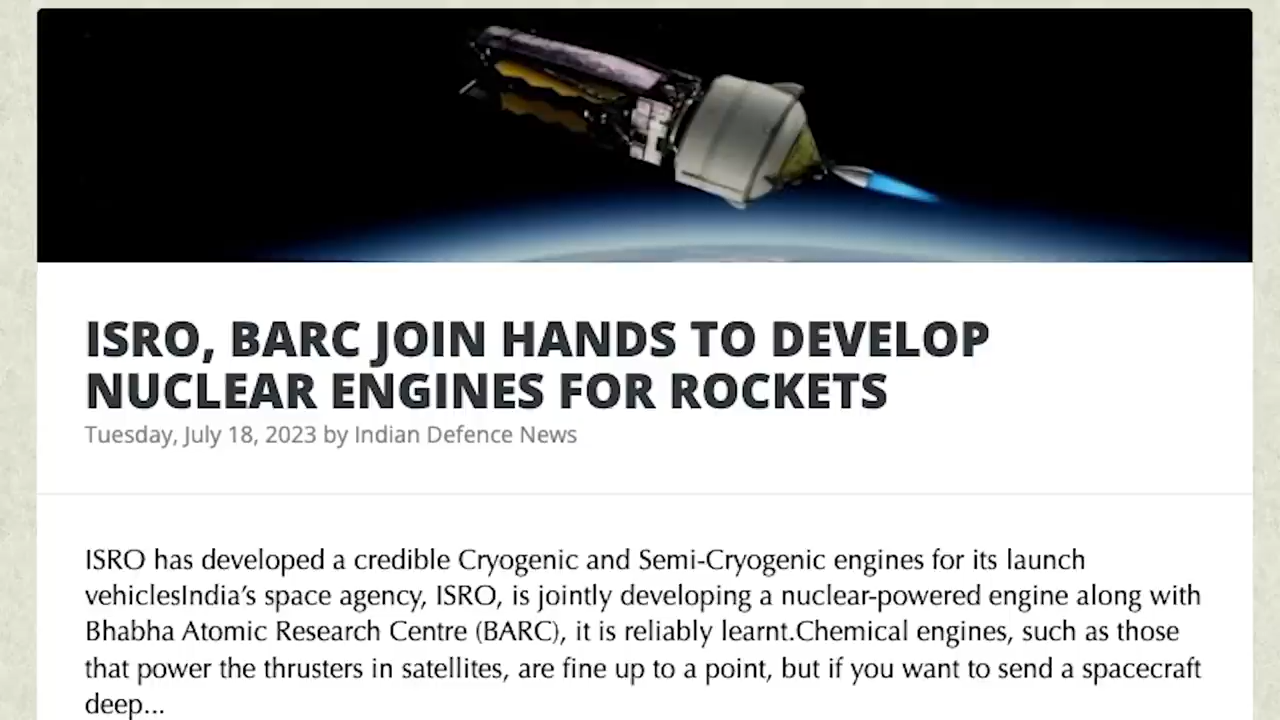 ISRO, BARC JOIN HANDS TO DEVELOP
NUCLEAR ENGINES FOR ROCKETS
Tuesday, July 18, 2023 by Indian Defence News
ISRO has developed a credible Cryogenic and Semi-Cryogenic engines for its launch
vehiclesIndia’s space agency, ISRO, is jointly developing a nuclear-powered engine along with
Bhabha Atomic Research Centre (BARC), it is reliably learnt.Chemical engines, such as those
that power the thrusters in satellites, are fine up to a point, but if you want to send a spacecraft
deep...